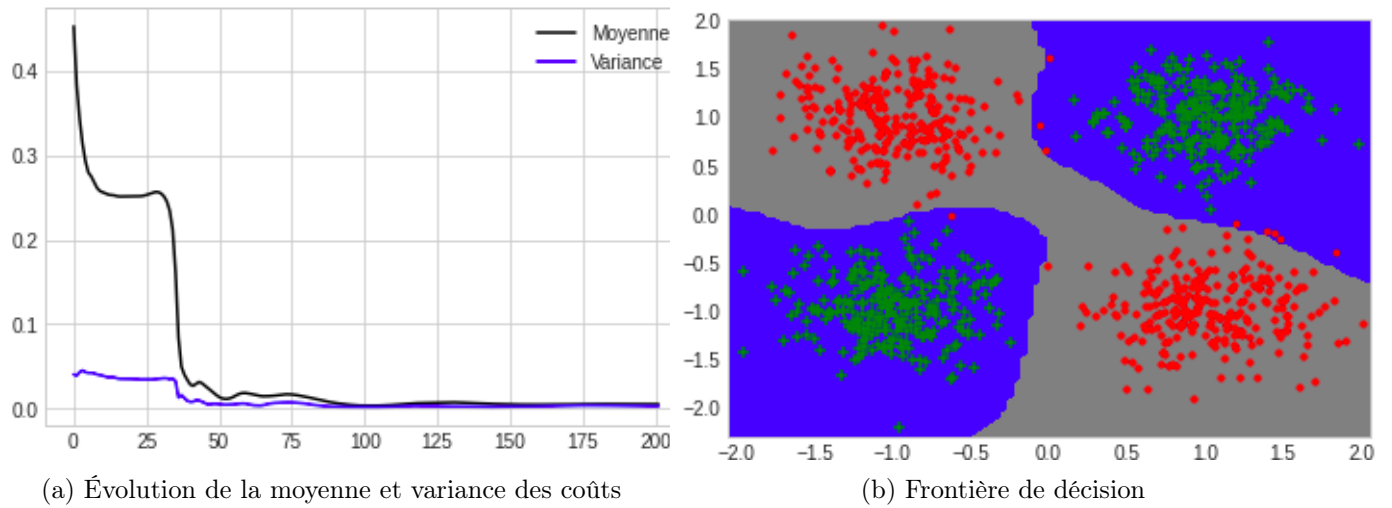 Moyenne
Variance
0.4
0.3
0.2
0.1
0.0
0 25 50 75 100 125 150 175 200
(a) Évolution de la moyenne et variance des coûts
2.0
1.5
1.0
0.5
0.0
−0.5
−1.0
−1.5
−2.0
−2.0 −1.5 −1.0 −0.5 0.0 0.5 1.0 1.5 2.0
(b) Frontière de décision